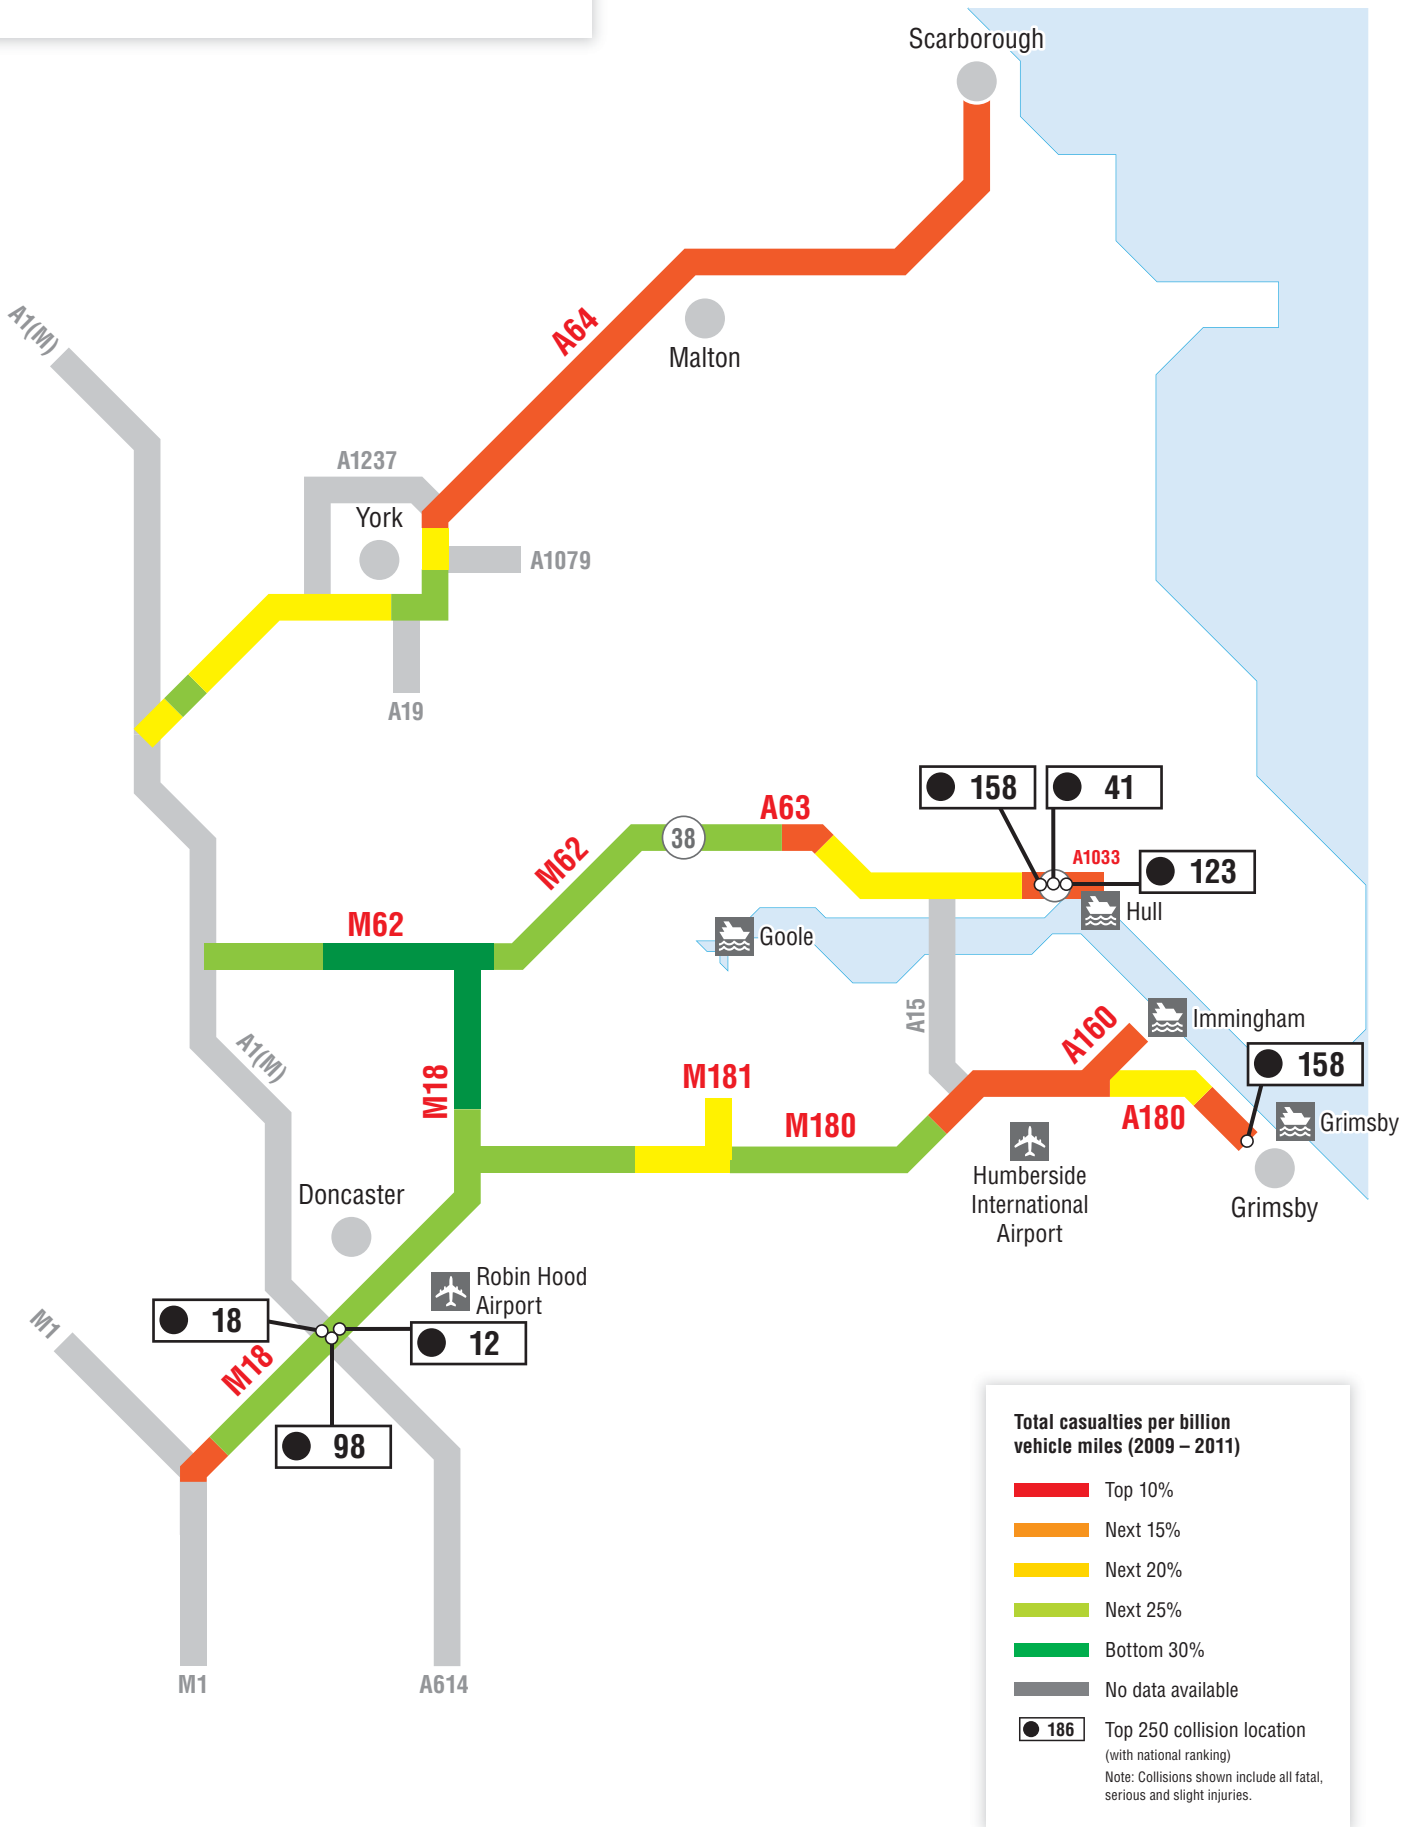 Scarborough
A1(M)
A64
Malton
A1237
York
A1079
A19
158
41
A63
A1033
123
38
M62
M62
Hull
Goole
A15
A160
Immingham
158
A1(M)
M18
M181
M180
A180
Grimsby
Humberside
International
Airport
Grimsby
Doncaster
Robin Hood
Airport
18
12
M1
M18
98
M1
A614
Total casualties per billion
vehicle miles (2009 – 2011)
Top 10%
Next 15%
Next 20%
Next 25%
Bottom 30%
No data available
186
Top 250 collision location
(with national ranking)
Note: Collisions shown include all fatal,
serious and slight injuries.